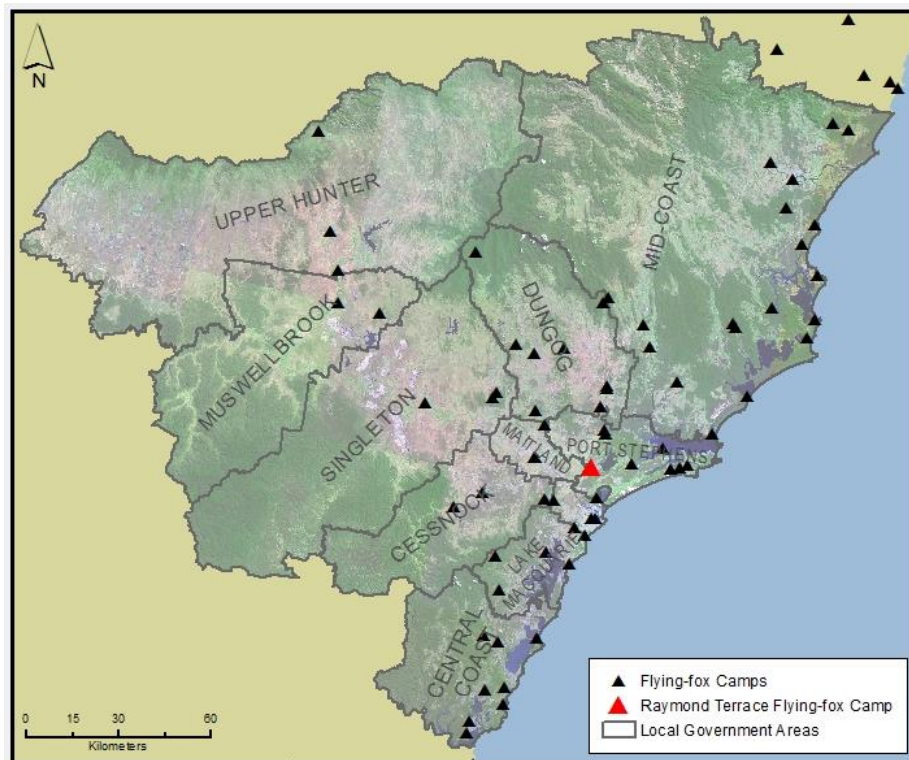 N
UPPER HUNTER
MID-COAST
DUNGOG
MUSWELLBROOK
SINGLETON
MAITLAND
PORT STEPHENS
CESSNOCK
LAKE
MACQUARIE
CENTRAL
COAST
Flying-fox Camps
Raymond Terrace Flying-fox Camp
Local Government Areas
0 15 30 60
Kilometers